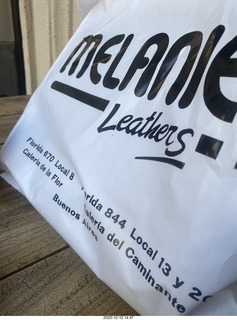 MELANIE
Leathers
Florida 670 Local 8
Galería de la Flor
Florida 844 Local 13 y 20
Galería del Caminante
Buenos Aires
2020-12-12 14:47